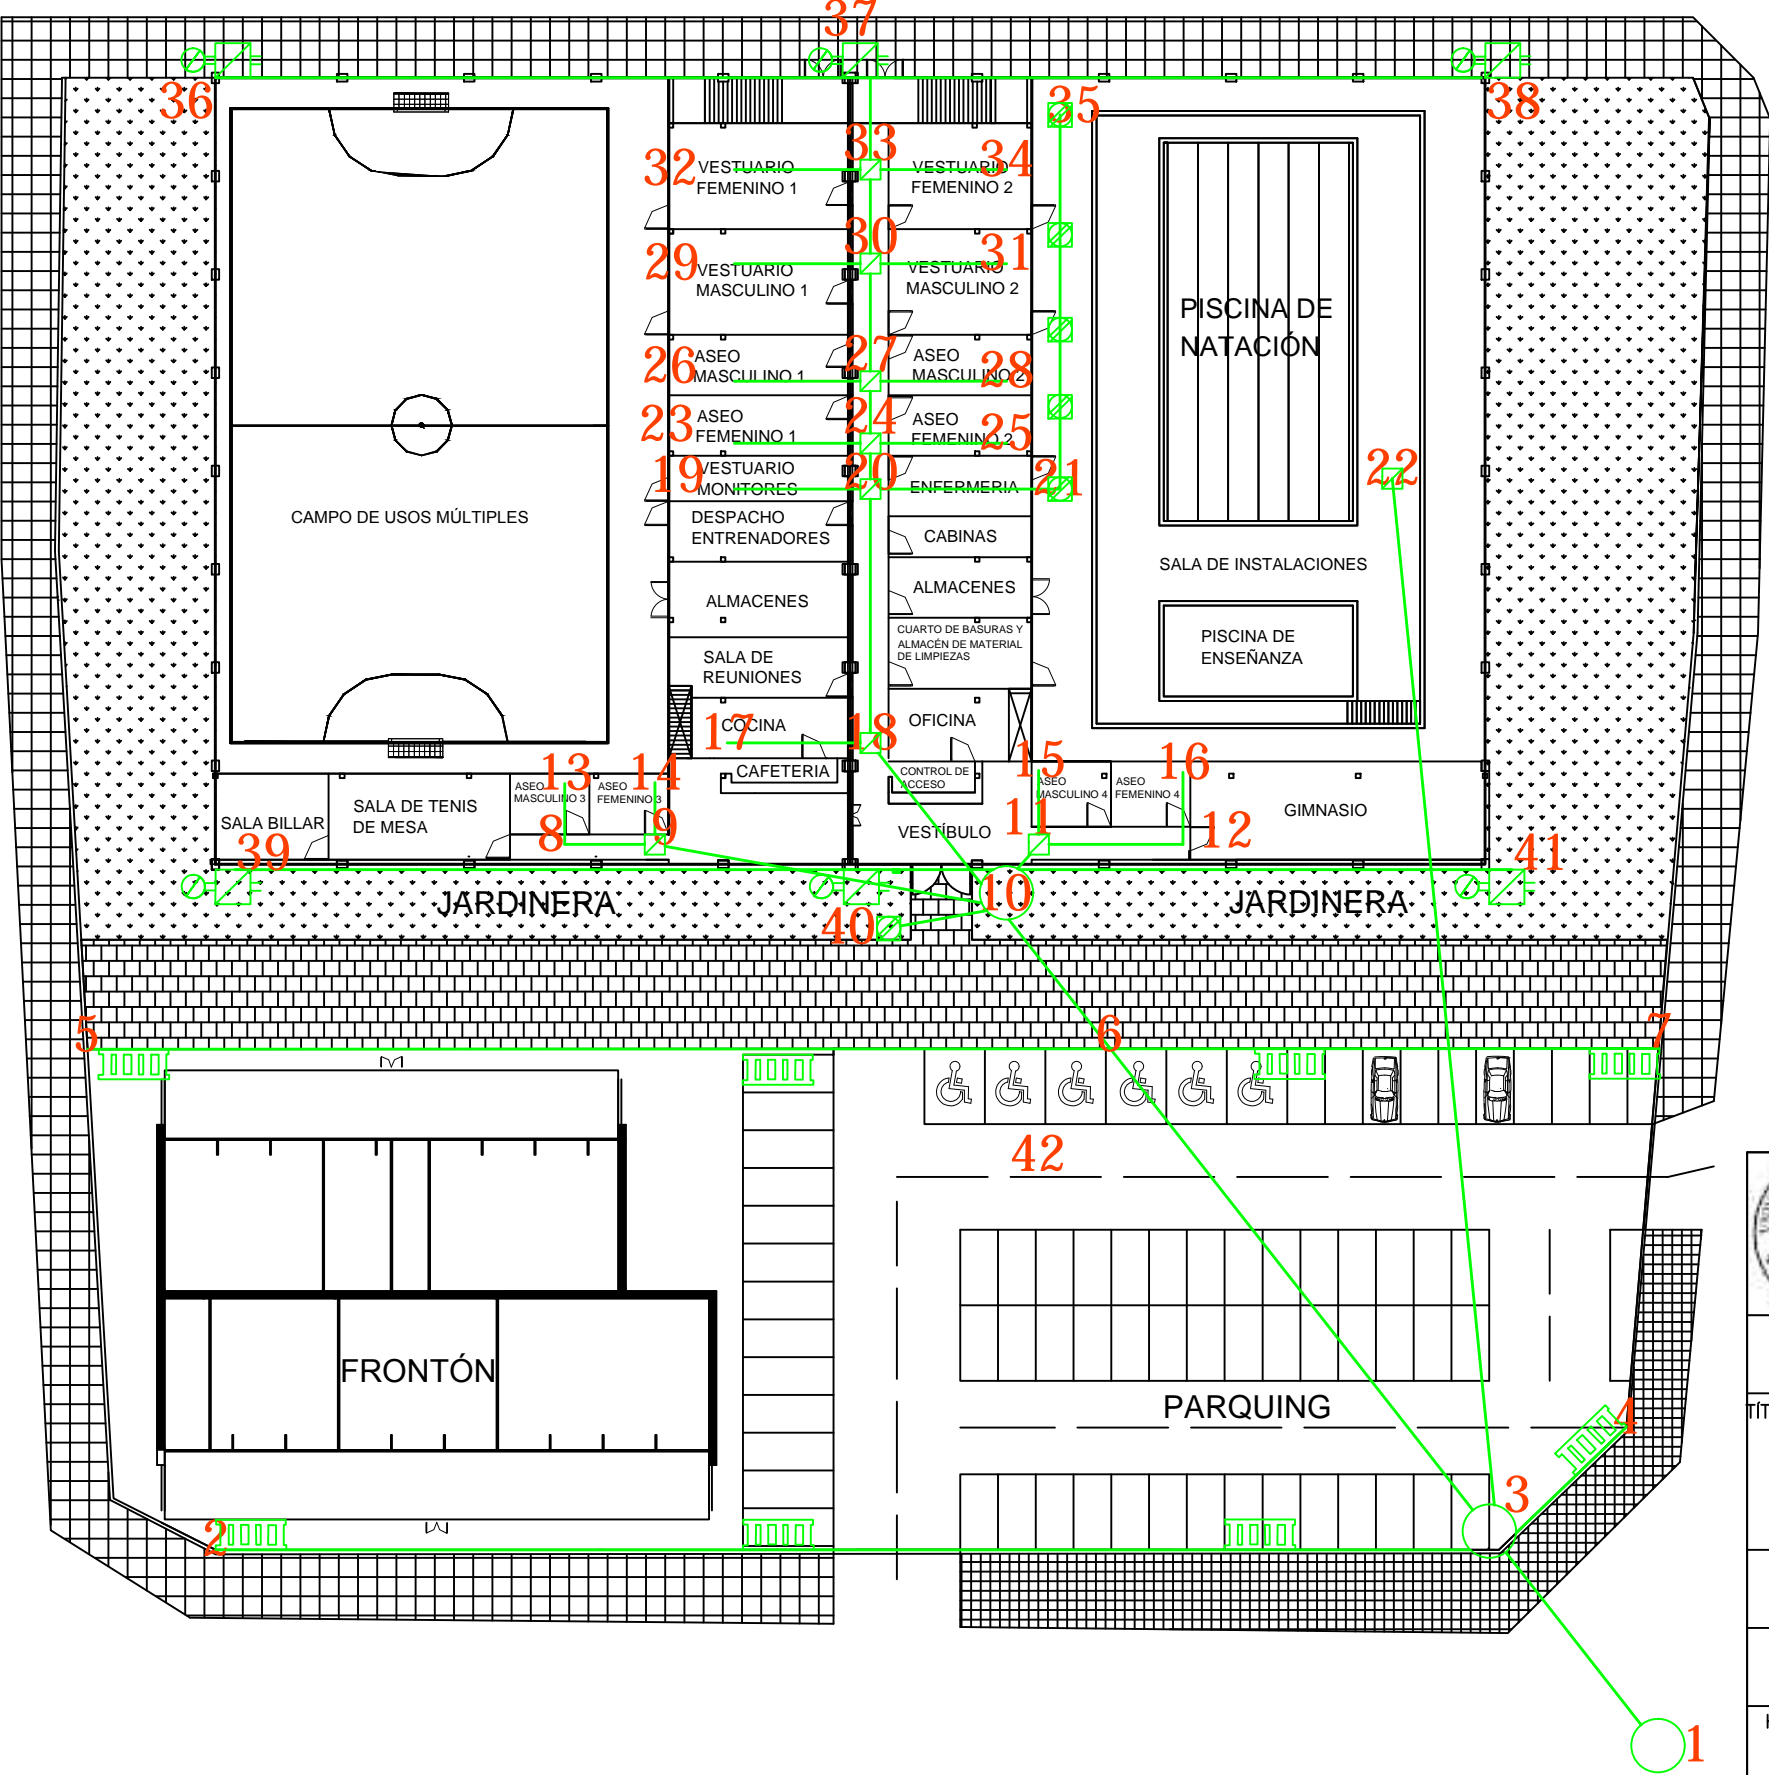 37
36
38
35
32
VESTUARIO
FEMENINO 1
33
VESTUARIO
FEMENINO 2
34
29
VESTUARIO
MASCULINO 1
30
VESTUARIO
MASCULINO 2
31
PISCINA DE
NATACIÓN
26
ASEO
MASCULINO 1
27
ASEO
MASCULINO 2
28
23
ASEO
FEMENINO 1
24
ASEO
FEMENINO 2
25
19
VESTUARIO
MONITORES
20
ENFERMERIA
21
22
CAMPO DE USOS MÚLTIPLES
DESPACHO
ENTRENADORES
CABINAS
SALA DE INSTALACIONES
ALMACENES
ALMACENES
CUARTO DE BASURAS Y
ALMACÉN DE MATERIAL
DE LIMPIEZAS
PISCINA DE
ENSEÑANZA
SALA DE
REUNIONES
17
COCINA
18
OFICINA
CAFETERIA
CONTROL DE
ACCESO
13
14
15
16
ASEO
MASCULINO 3
ASEO
FEMENINO 3
ASEO
MASCULINO 4
ASEO
FEMENINO 4
SALA BILLAR
SALA DE TENIS
DE MESA
GIMNASIO
8
9
VESTÍBULO
11
12
39
41
JARDINERA
10
JARDINERA
40
5
6
7
42
FRONTÓN
PARQUING
4
TÍT
3
2
1